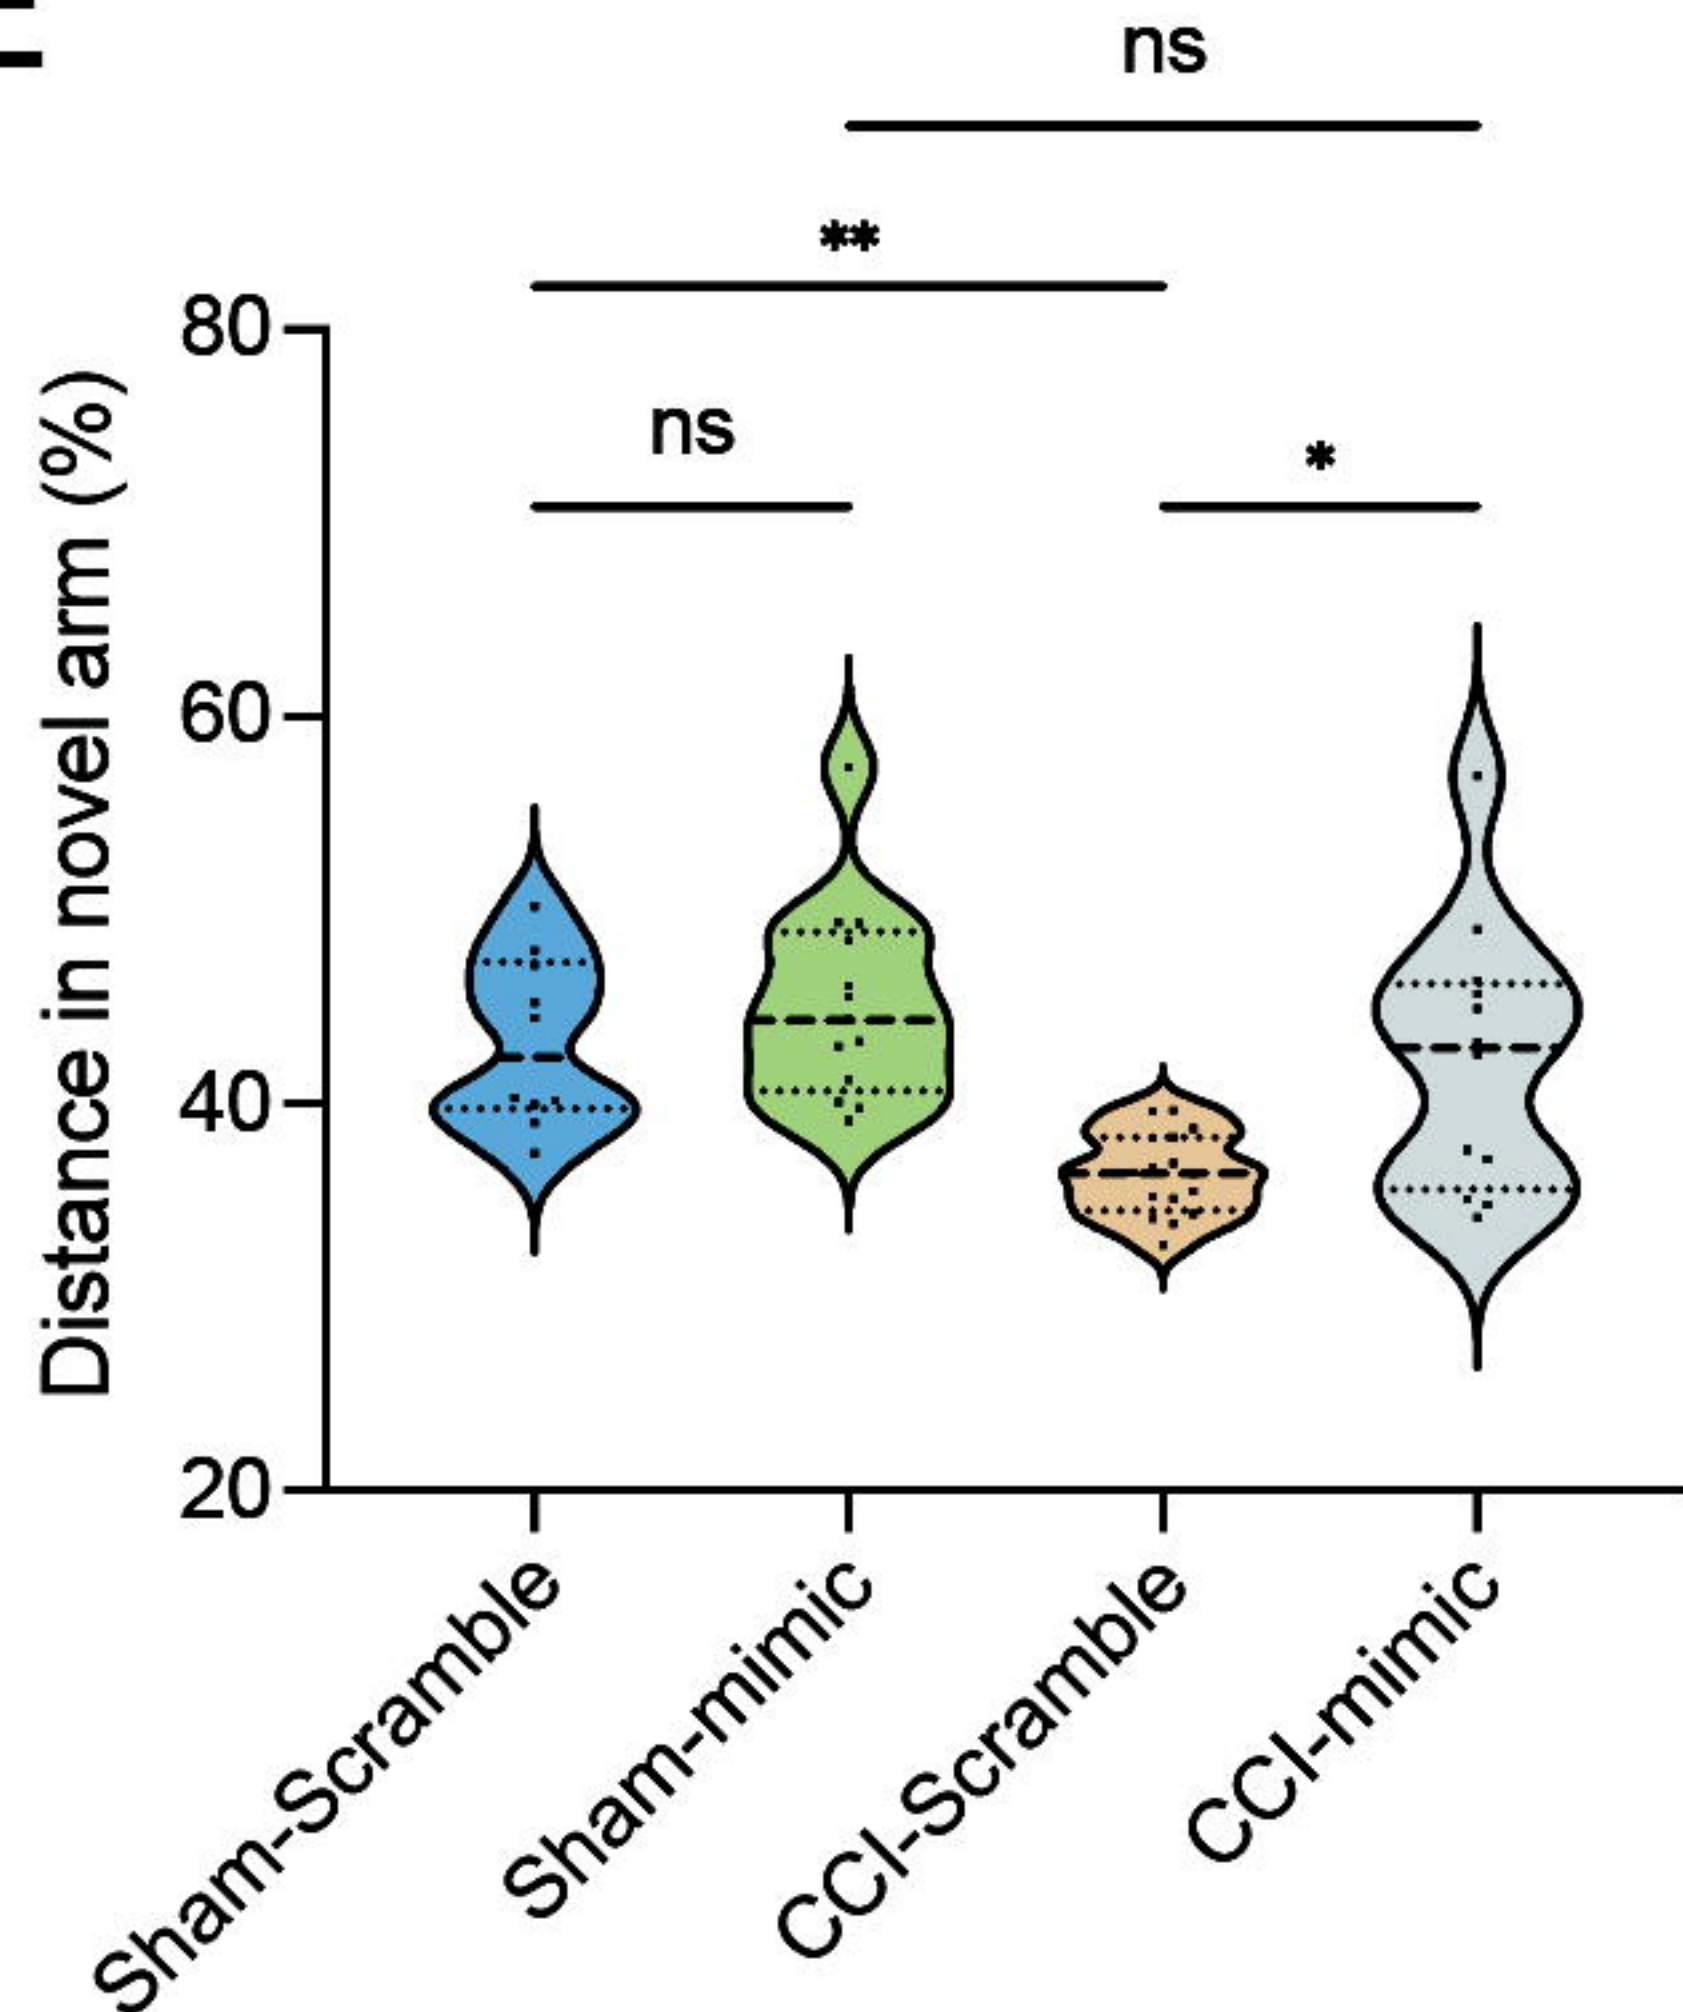 ns
**
80
ns
*
60
40
20
Distance in novel arm (%)
Sham-Scramble
Sham-mimic
CCI-Scramble
CCI-mimic